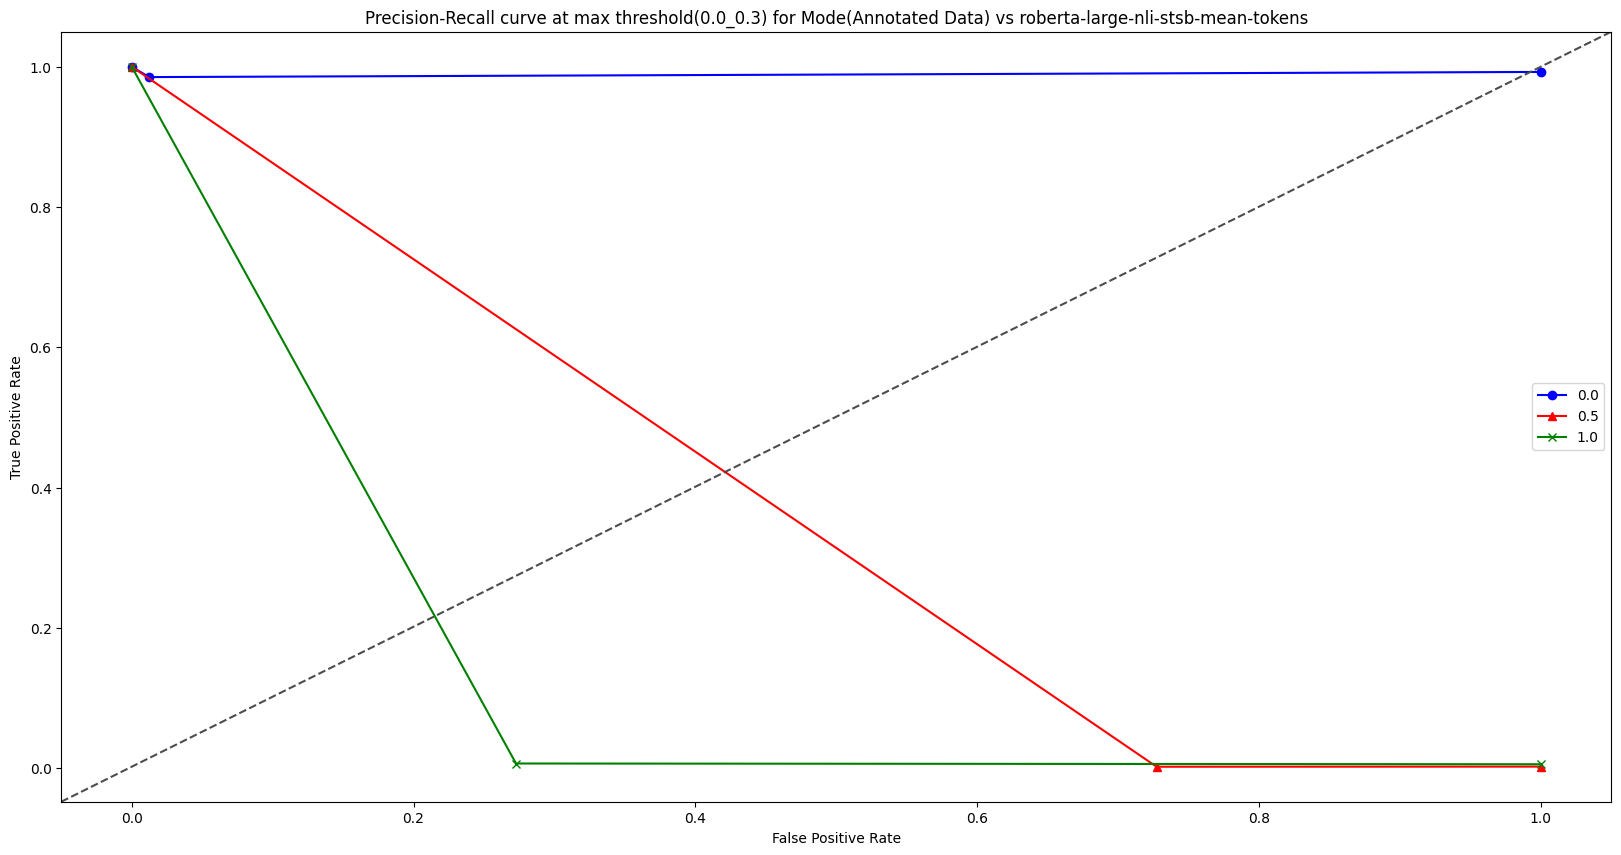 Precision-Recall curve at max threshold(0.0_0.3) for Mode(Annotated Data) vs roberta-large-nli-stsb-mean-tokens
1.0
0.8
0.6
0.4
0.2
0.0
True Positive Rate
0.0
0.5
1.0
0.0 0.2 0.4 0.6 0.8 1.0
False Positive Rate